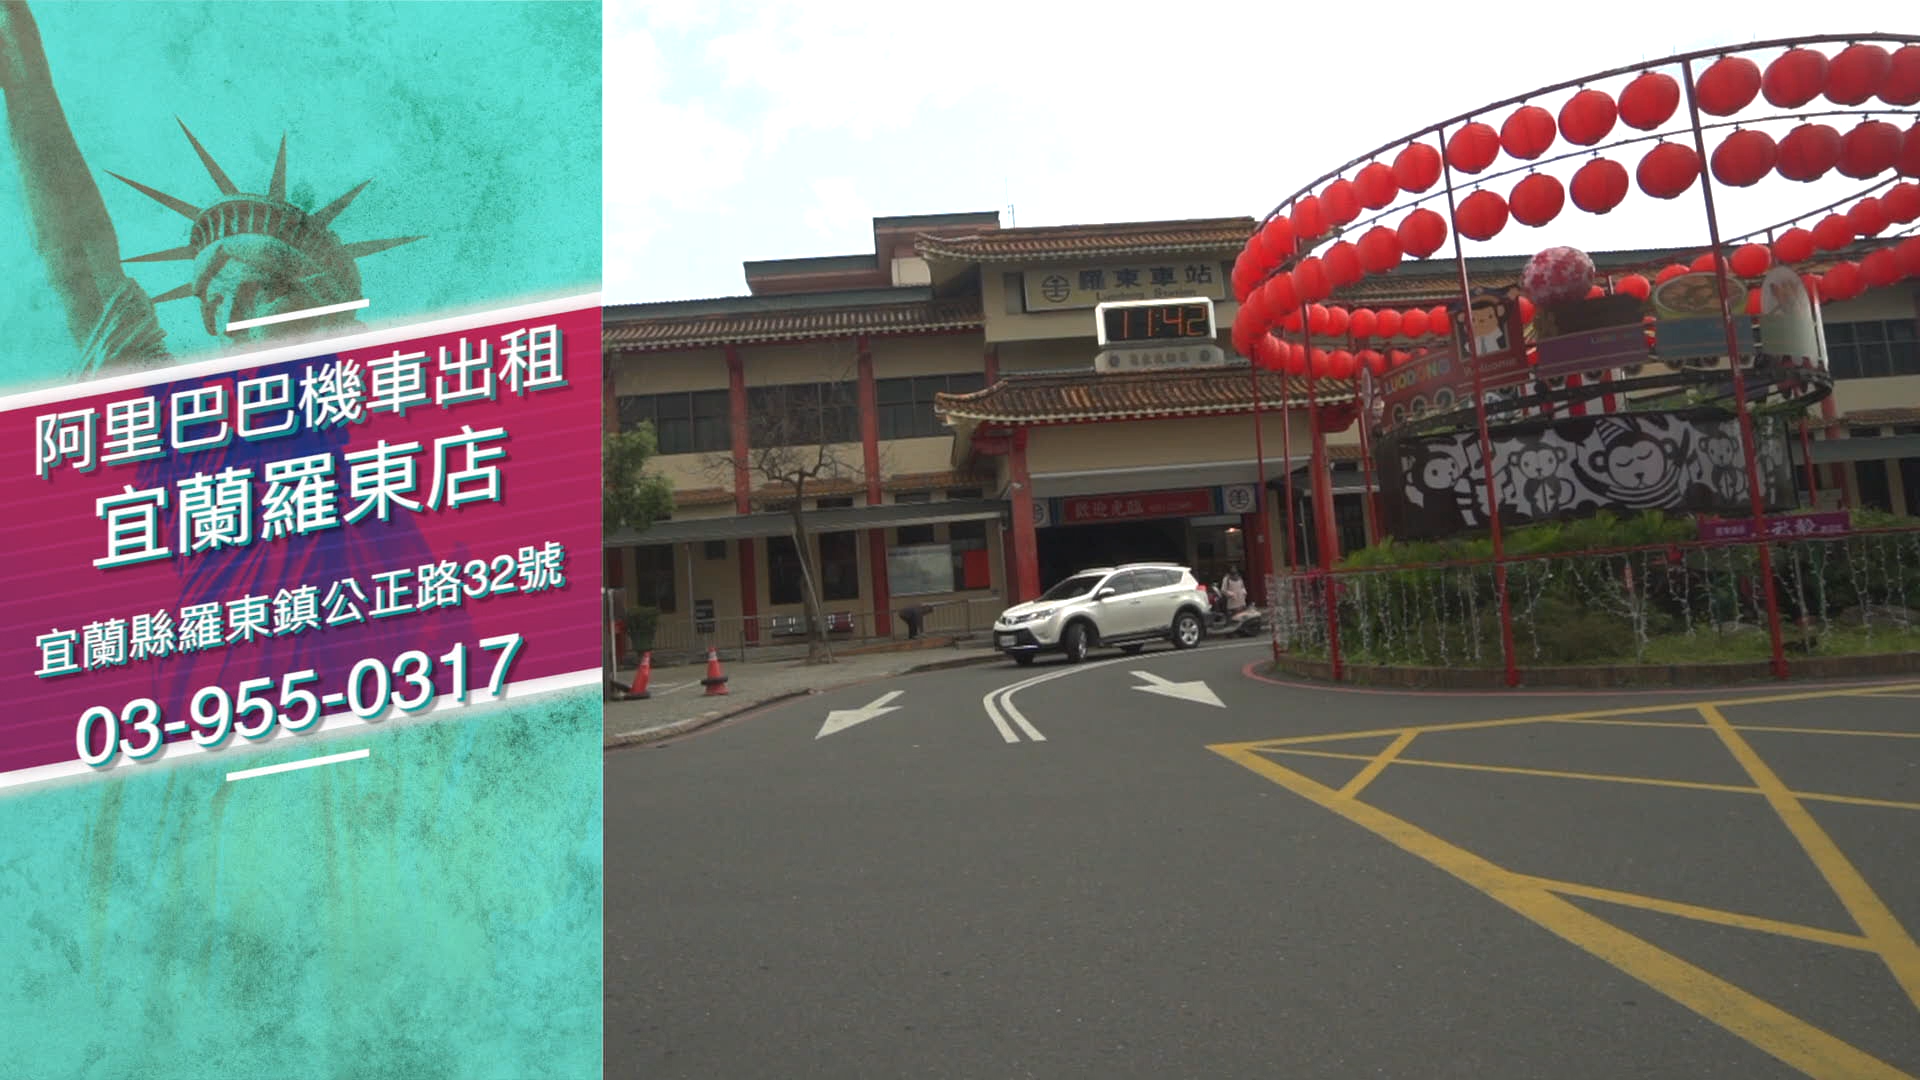 阿里巴巴機車出租
宜蘭羅東店
宜蘭縣羅東鎮公正路32號
03-955-0317
羅東車站
11:42
歡迎光臨
LUODONG
Welcome